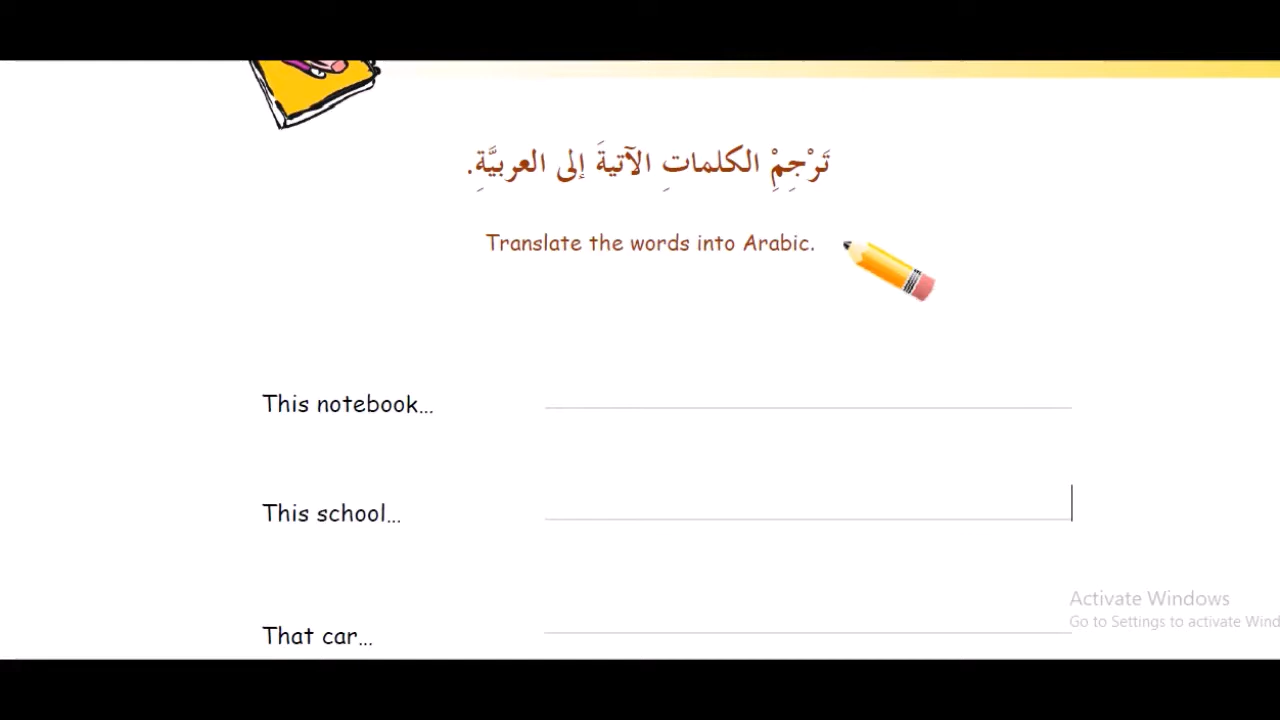 تَرْجِمِْ الكلماتِ الآتيةَ إلى العربيَّةِ.
Translate the words into Arabic.
This notebook...
This school...
That car...
Activate Windows
Go to Settings to activate Wind